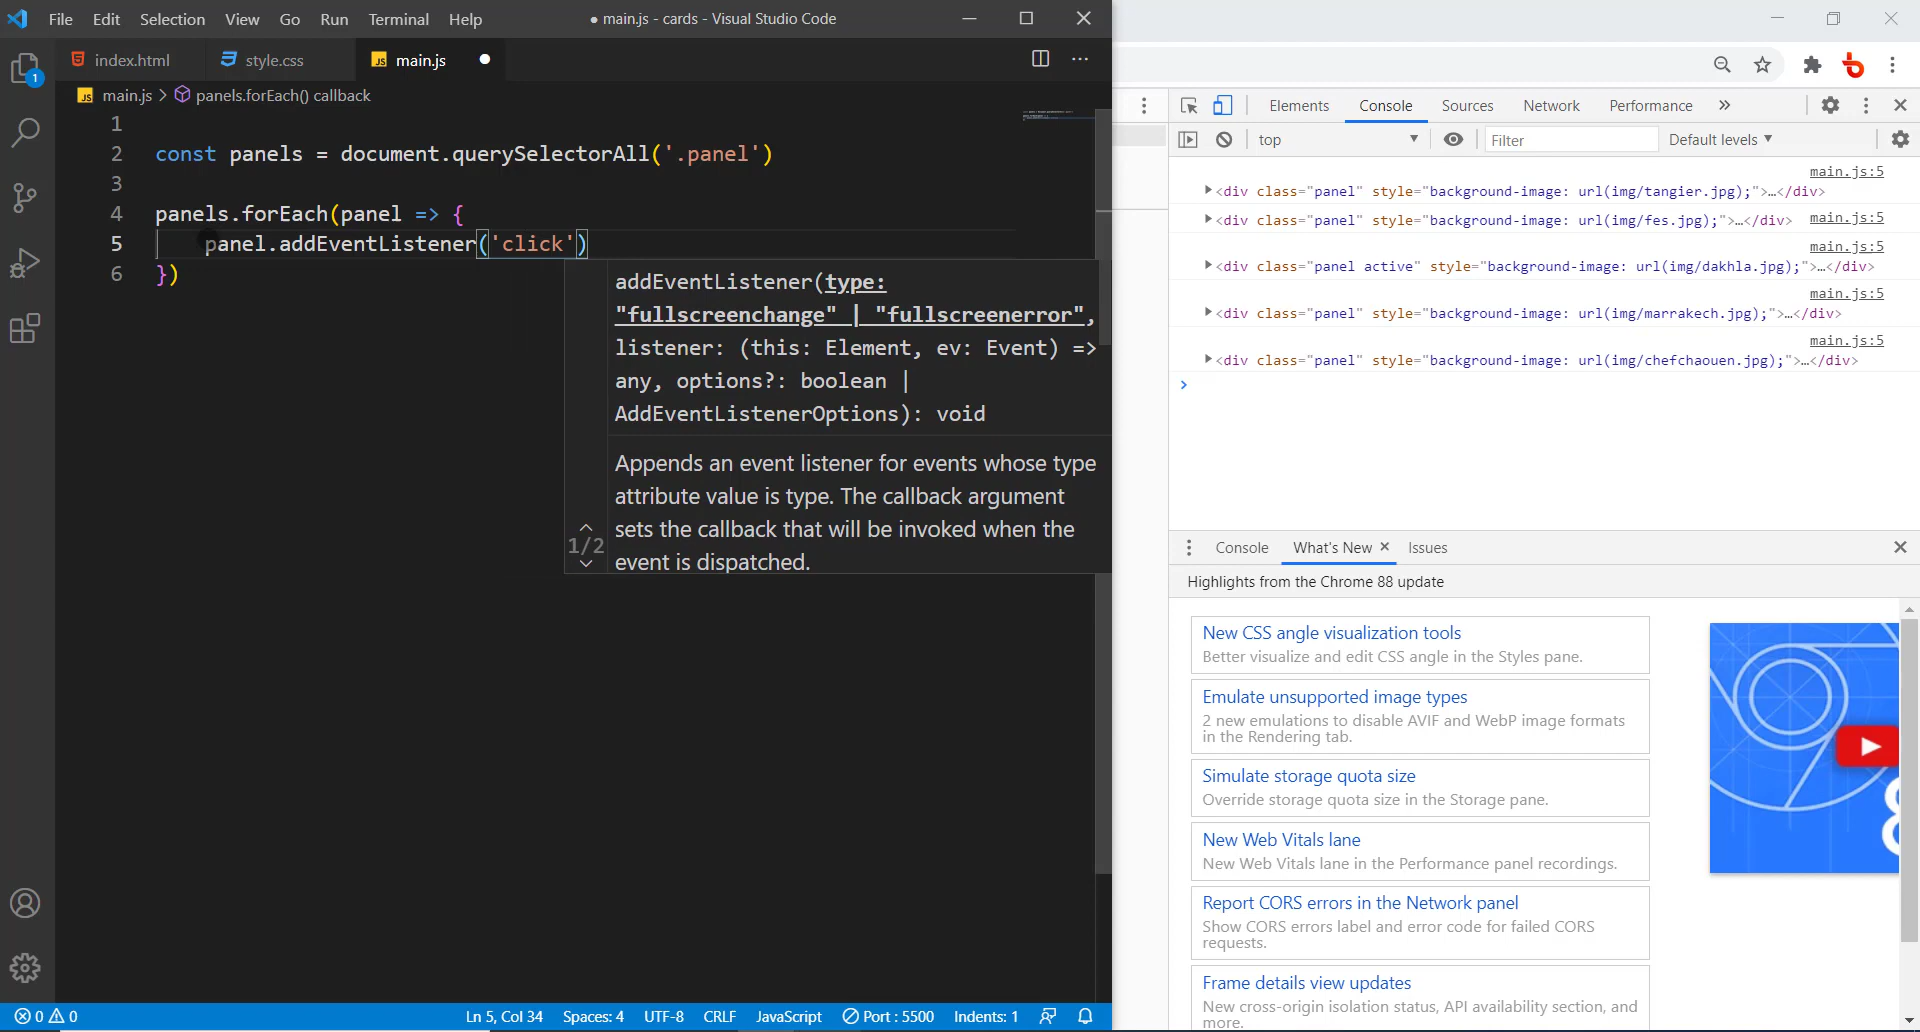 File Edit Selection View Go Run Terminal Help
● main.js - cards - Visual Studio Code
index.html
style.css
JS main.js
JS main.js > panels.forEach() callback
1
2 const panels = document.querySelectorAll('.panel')
3
4 panels.forEach(panel => {
5 panel.addEventListener('click')
6 })
addEventListener(type:
"fullscreenchange" | "fullscreenerror",
listener: (this: Element, ev: Event) =>
any, options?: boolean |
AddEventListenerOptions): void
Appends an event listener for events whose type
attribute value is type. The callback argument
sets the callback that will be invoked when the
1/2
event is dispatched.
1
0 0
Ln 5, Col 34 Spaces: 4 UTF-8 CRLF JavaScript Port : 5500 Indents: 1
Elements Console Sources Network Performance »
top Filter Default levels
main.js:5
<div class="panel" style="background-image: url(img/tangier.jpg);">…</div>
<div class="panel" style="background-image: url(img/fes.jpg);">…</div> main.js:5
main.js:5
<div class="panel active" style="background-image: url(img/dakhla.jpg);">…</div>
main.js:5
<div class="panel" style="background-image: url(img/marrakech.jpg);">…</div>
main.js:5
<div class="panel" style="background-image: url(img/chefchaouen.jpg);">…</div>
Console What's New Issues
Highlights from the Chrome 88 update
New CSS angle visualization tools
Better visualize and edit CSS angle in the Styles pane.
Emulate unsupported image types
2 new emulations to disable AVIF and WebP image formats
in the Rendering tab.
Simulate storage quota size
Override storage quota size in the Storage pane.
New Web Vitals lane
New Web Vitals lane in the Performance panel recordings.
Report CORS errors in the Network panel
Show CORS errors label and error code for failed CORS
requests.
Frame details view updates
New cross-origin isolation status, API availability section, and
more.